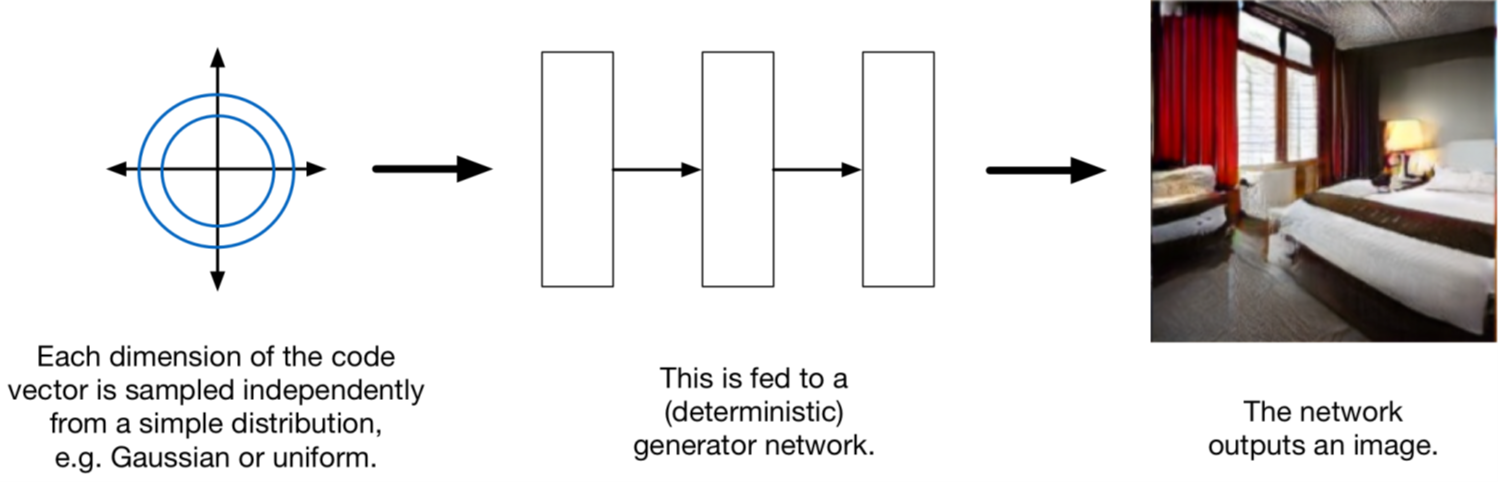 Each dimension of the code
vector is sampled independently
from a simple distribution,
e.g. Gaussian or uniform.
This is fed to a
(deterministic)
generator network.
The network
outputs an image.